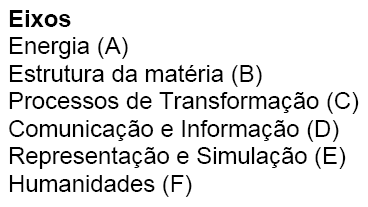 Eixos
Energia (A)
Estrutura da matéria (B)
Processos de Transformação (C)
Comunicação e Informação (D)
Representação e Simulação (E)
Humanidades (F)